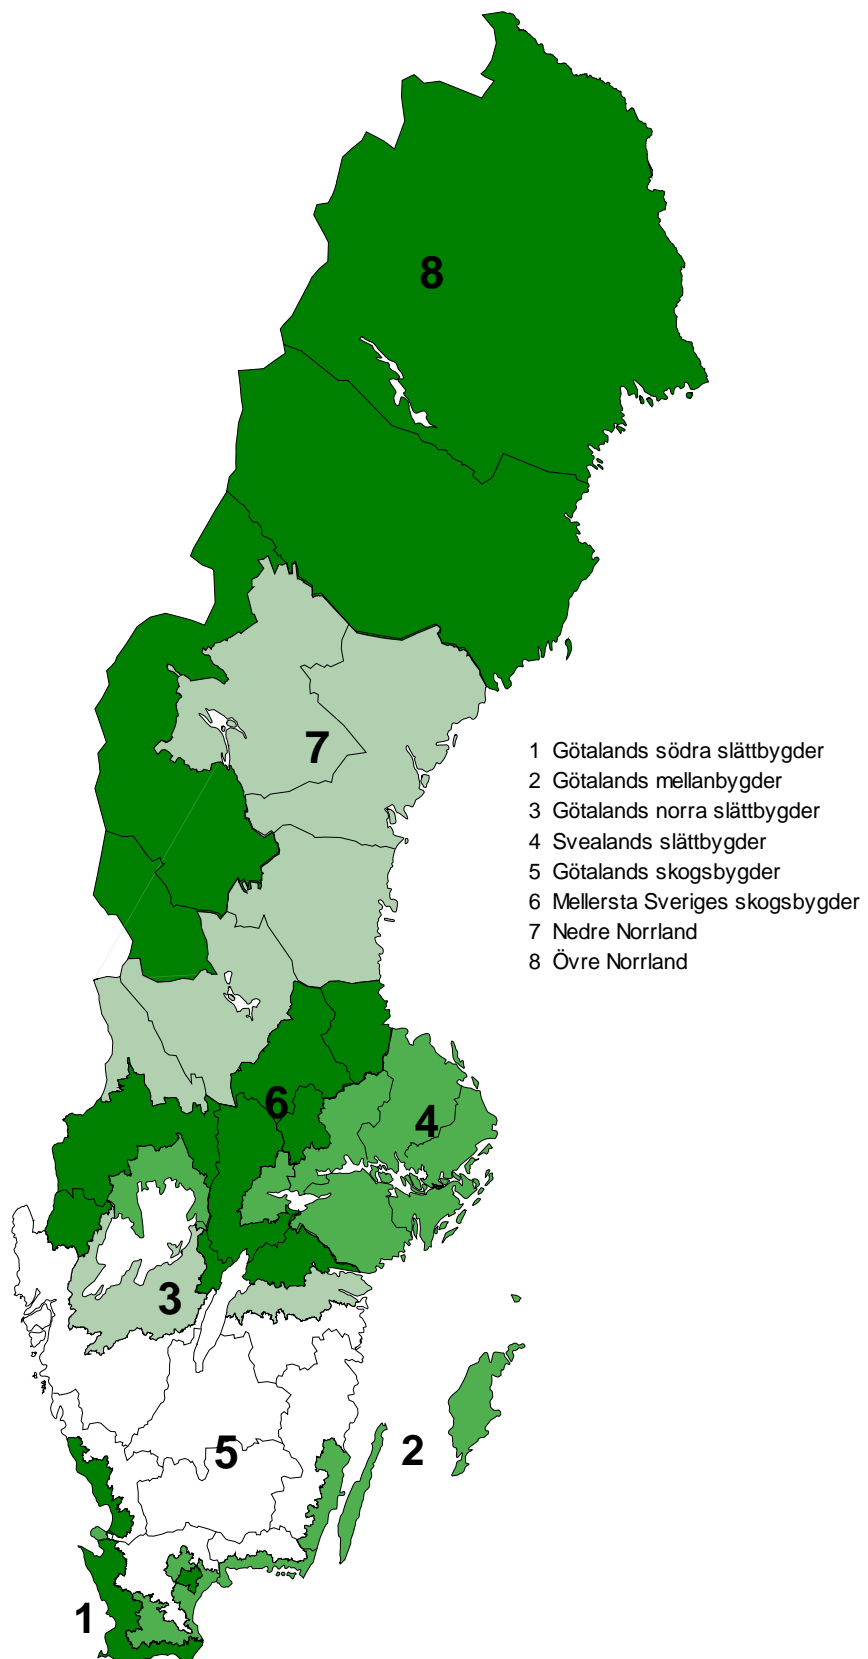 8
7
1 Götalands södra slättbygder
2 Götalands mellanbygder
3 Götalands norra slättbygder
4 Svealands slättbygder
5 Götalands skogsbygder
6 Mellersta Sveriges skogsbygder
7 Nedre Norrland
8 Övre Norrland
6
4
3
5
2
1